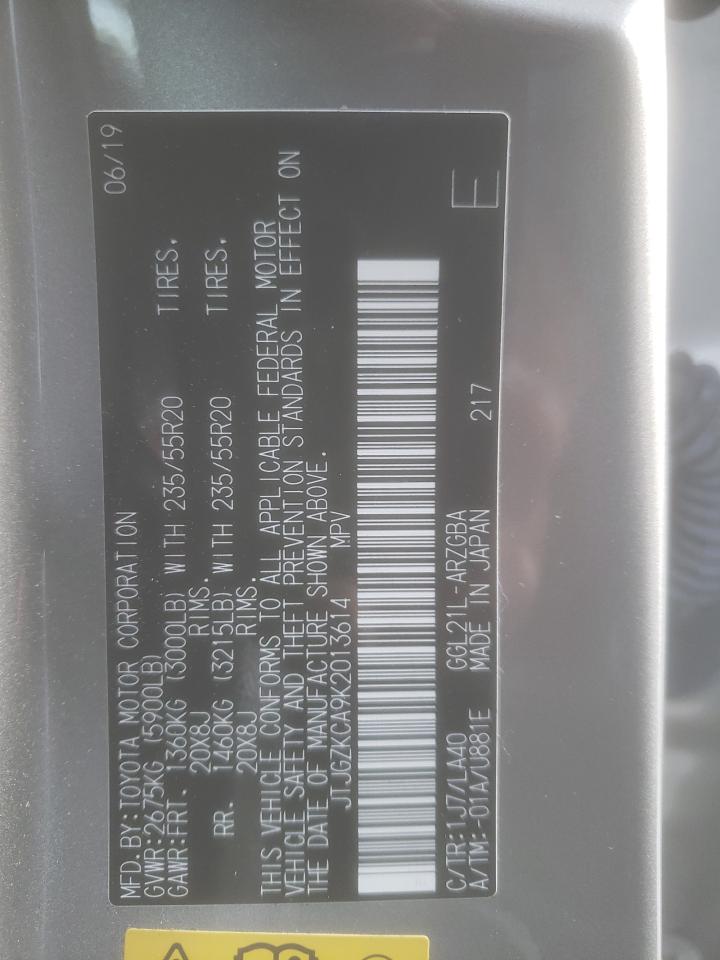 MFD.BY:TOYOTA MOTOR CORPORATION 06/19
GVWR:2675KG (5900LB)
GAWR:FRT. 1360KG (3000LB) WITH 235/55R20 TIRES.
20X8J RIMS.
RR. 1460KG (3215LB) WITH 235/55R20 TIRES.
20X8J RIMS.
THIS VEHICLE CONFORMS TO ALL APPLICABLE FEDERAL MOTOR
VEHICLE SAFETY AND THEFT PREVENTION STANDARDS IN EFFECT ON
THE DATE OF MANUFACTURE SHOWN ABOVE.
JTJGZKCA9K2013614 MPV
C/TR:1J7/LA40 GGL21L-ARZGBA
A/TM:-01A/U881E MADE IN JAPAN 217 E